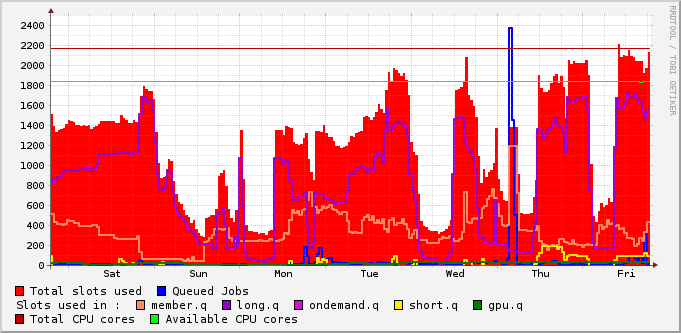 RRDTOOL / TOBI OETIKER
2400
2200
2000
1800
1600
1400
1200
1000
800
600
400
200
0
Sat Sun Mon Tue Wed Thu Fri
Total slots used Queued Jobs
Slots used in : member.q long.q ondemand.q short.q gpu.q
Total CPU cores Available CPU cores